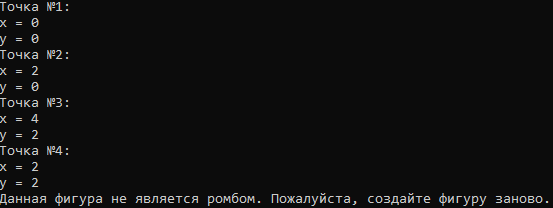 Точка №1:
x = 0
y = 0
Точка №2:
x = 2
y = 0
Точка №3:
x = 4
y = 2
Точка №4:
x = 2
y = 2
Данная фигура не является ромбом. Пожалуйста, создайте фигуру заново.